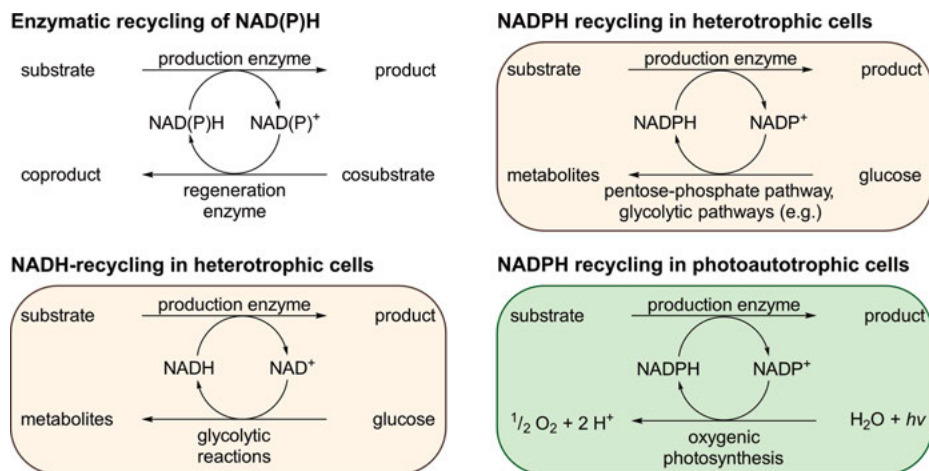 Enzymatic recycling of NAD(P)H
substrate production enzyme product
NAD(P)H NAD(P)⁺
coproduct cosubstrate
regeneration
enzyme
NADPH recycling in heterotrophic cells
substrate production enzyme product
NADPH NADP⁺
metabolites glucose
pentose-phosphate pathway,
glycolytic pathways (e.g.)
NADH-recycling in heterotrophic cells
substrate production enzyme product
NADH NAD⁺
metabolites glucose
glycolytic
reactions
NADPH recycling in photoautotrophic cells
substrate production enzyme product
NADPH NADP⁺
¹/₂ O₂ + 2 H⁺ H₂O + hν
oxygenic
photosynthesis